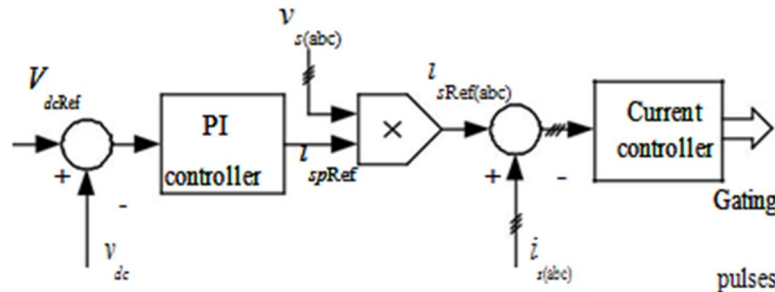 v
s(abc)
V
dcRef
PI
controller
ı
spRef
×
ı
sRef(abc)
Current
controller
+
-
+
-
v
dc
i
s(abc)
Gating
pulses